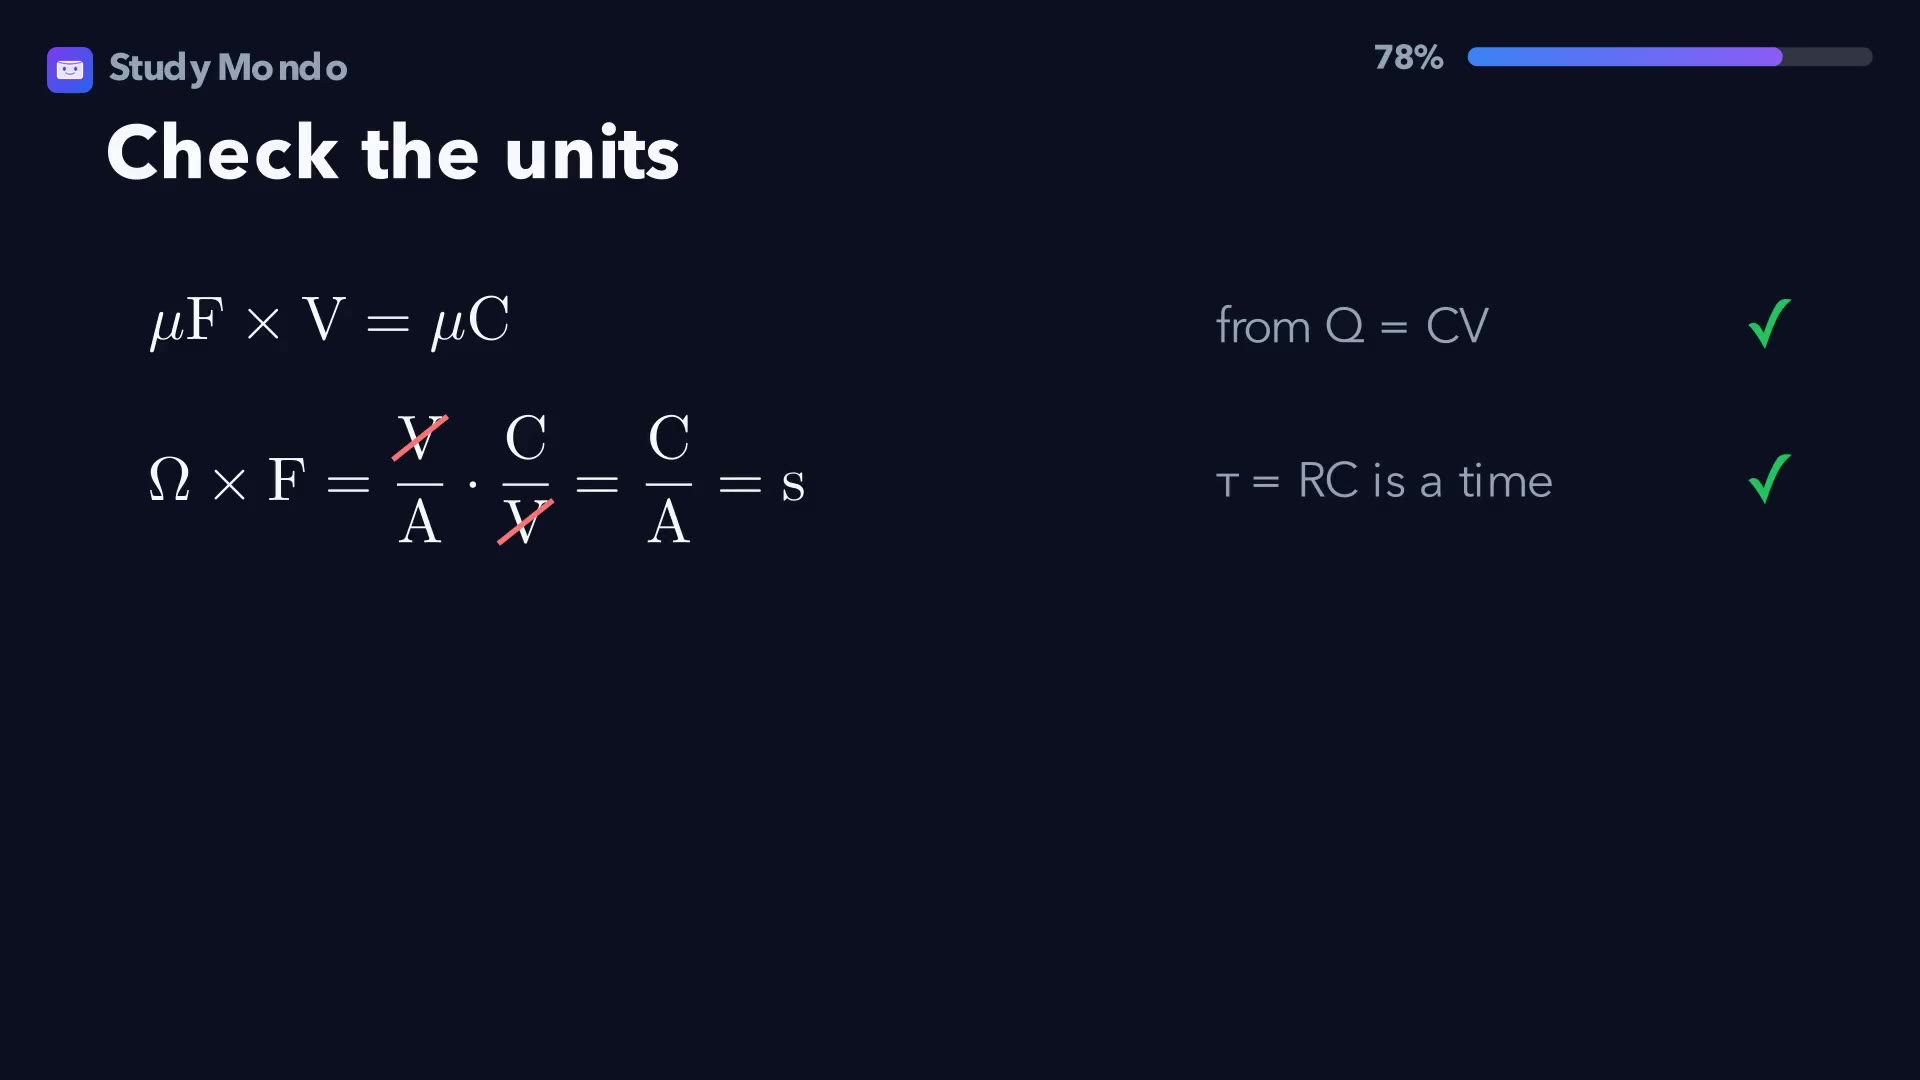 Study Mondo
78%
Check the units
μF × V = μC
from Q = CV
✓
Ω × F = V/A · C/V = C/A = s
τ = RC is a time
✓